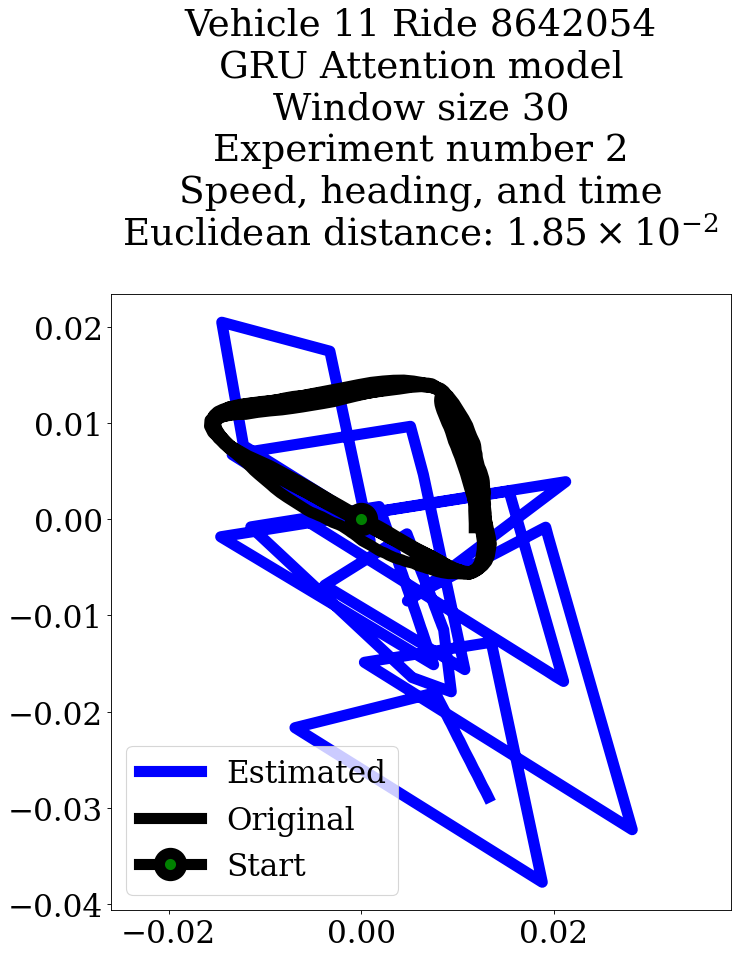 Vehicle 11 Ride 8642054
GRU Attention model
Window size 30
Experiment number 2
Speed, heading, and time
Euclidean distance: 1.85 × 10⁻²
0.02
0.01
0.00
−0.01
−0.02
−0.03
−0.04
Estimated
Original
Start
−0.02
0.00
0.02